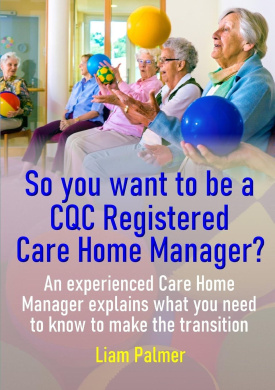 So you want to be a
CQC Registered
Care Home Manager?
An experienced Care Home
Manager explains what you need
to know to make the transition
Liam Palmer